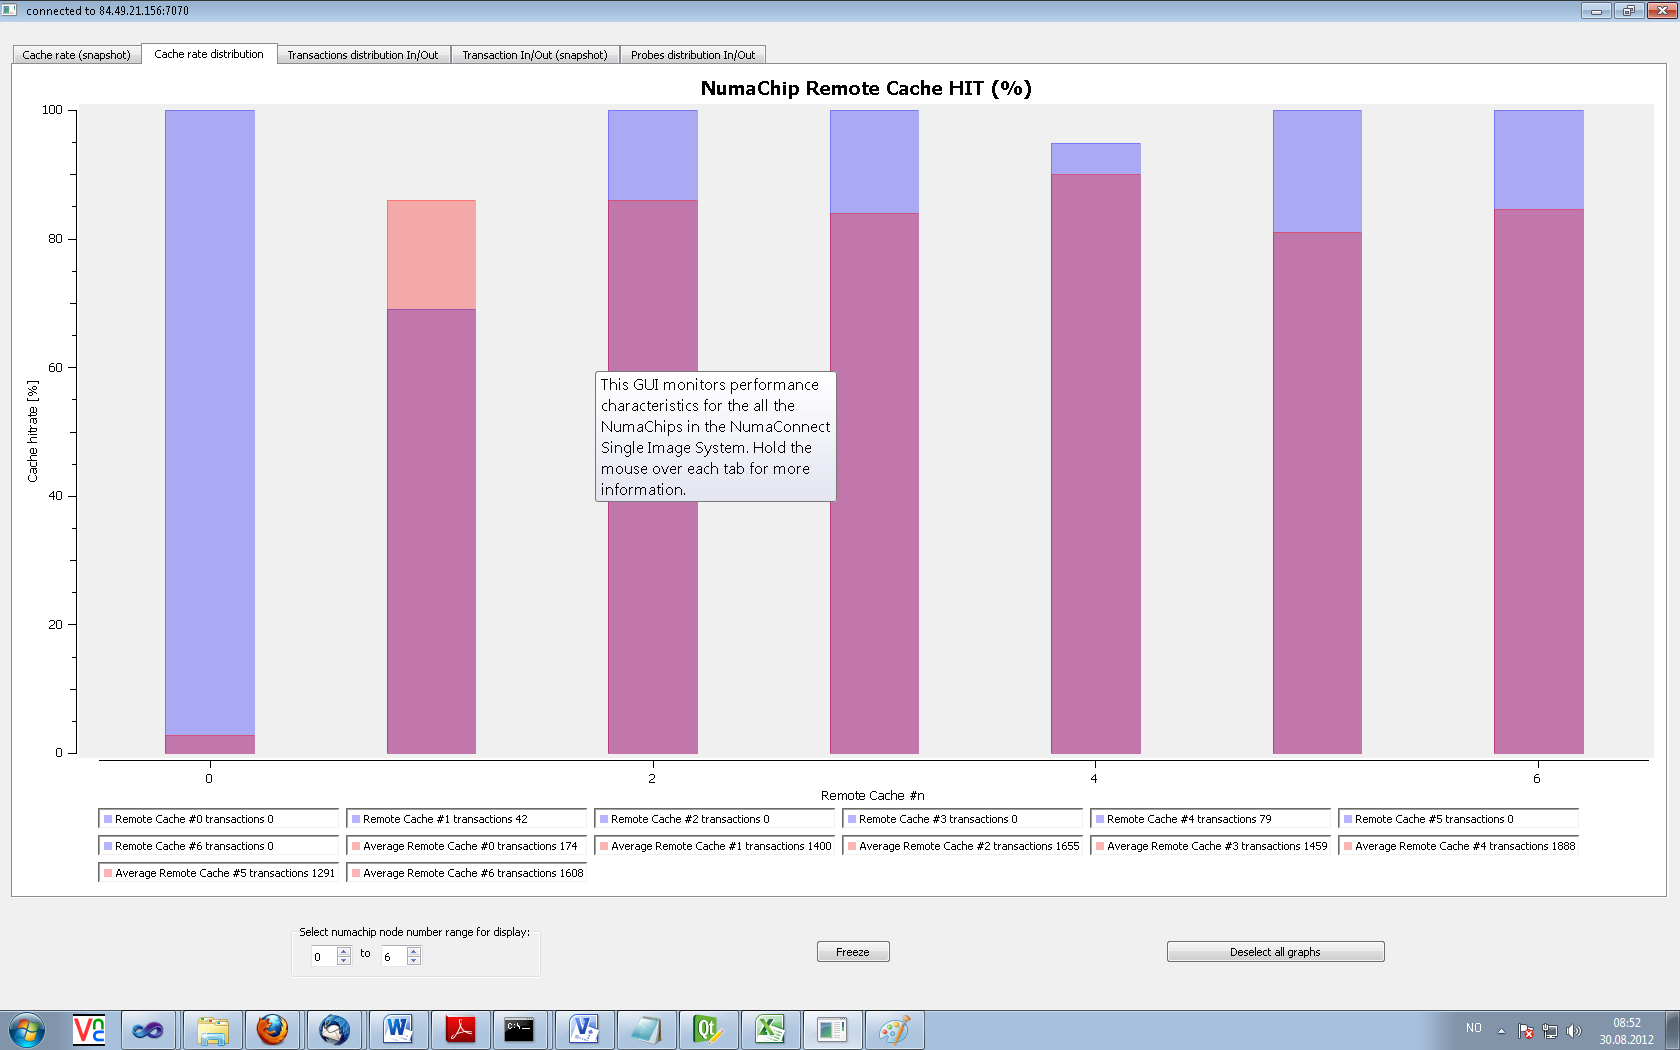 connected to 84.49.21.156:7070
Cache rate (snapshot)
Cache rate distribution
Transactions distribution In/Out
Transaction In/Out (snapshot)
Probes distribution In/Out
NumaChip Remote Cache HIT (%)
100
80
60
40
20
0
Cache hitrate [%]
This GUI monitors performance
characteristics for the all the
NumaChips in the NumaConnect
Single Image System. Hold the
mouse over each tab for more
information.
0
2
4
6
Remote Cache #n
Remote Cache #0 transactions 0
Remote Cache #1 transactions 42
Remote Cache #2 transactions 0
Remote Cache #3 transactions 0
Remote Cache #4 transactions 79
Remote Cache #5 transactions 0
Remote Cache #6 transactions 0
Average Remote Cache #0 transactions 174
Average Remote Cache #1 transactions 1400
Average Remote Cache #2 transactions 1655
Average Remote Cache #3 transactions 1459
Average Remote Cache #4 transactions 1888
Average Remote Cache #5 transactions 1291
Average Remote Cache #6 transactions 1608
Select numachip node number range for display:
0 to 6
Freeze
Deselect all graphs
NO
08:52
30.08.2012